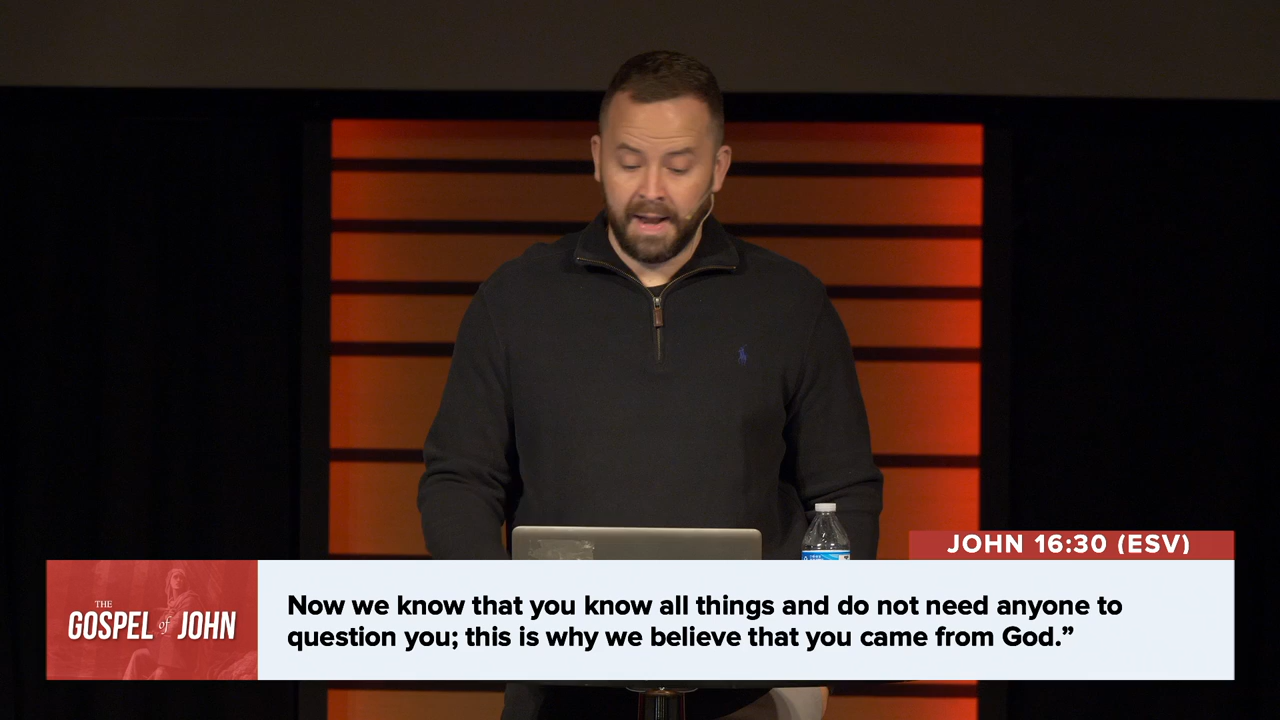 JOHN 16:30 (ESV)
THE
GOSPEL of JOHN
Now we know that you know all things and do not need anyone to
question you; this is why we believe that you came from God.”